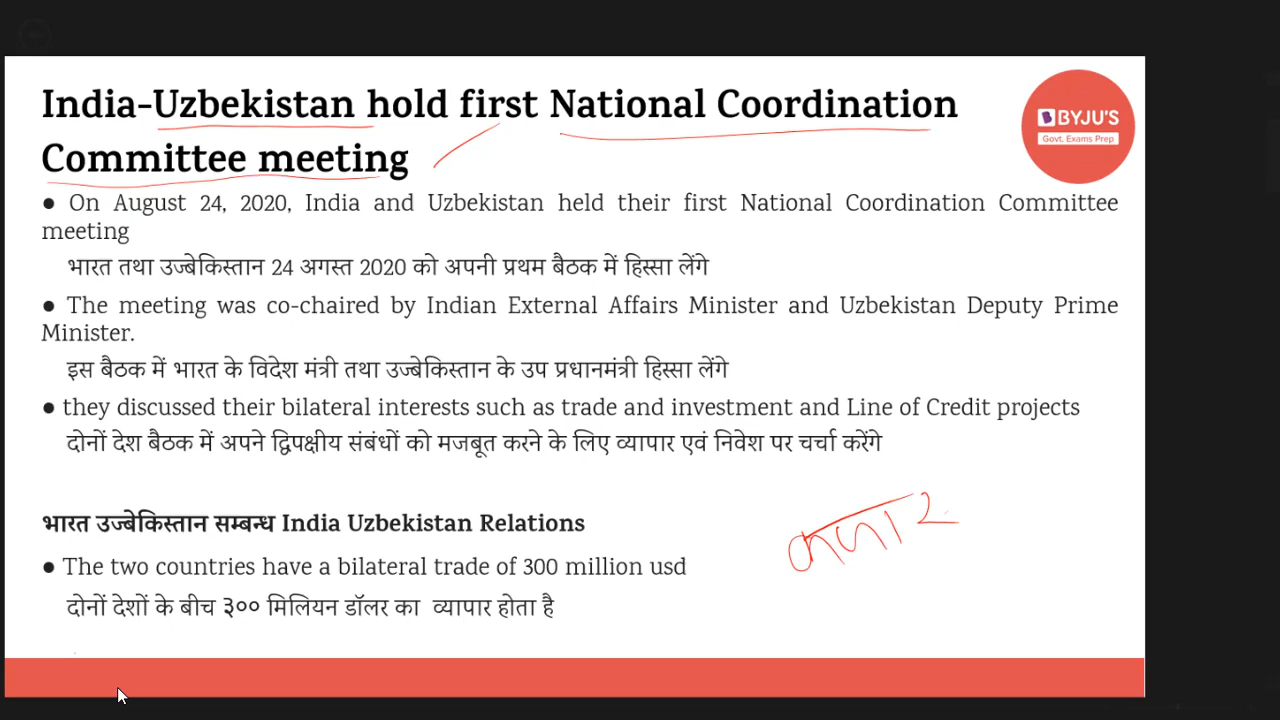 India-Uzbekistan hold first National Coordination
Committee meeting
BYJU'S
Govt. Exams Prep
● On August 24, 2020, India and Uzbekistan held their first National Coordination Committee
meeting
भारत तथा उज्बेकिस्तान 24 अगस्त 2020 को अपनी प्रथम बैठक में हिस्सा लेंगे
● The meeting was co-chaired by Indian External Affairs Minister and Uzbekistan Deputy Prime
Minister.
इस बैठक में भारत के विदेश मंत्री तथा उज्बेकिस्तान के उप प्रधानमंत्री हिस्सा लेंगे
● they discussed their bilateral interests such as trade and investment and Line of Credit projects
दोनों देश बैठक में अपने द्विपक्षीय संबंधों को मजबूत करने के लिए व्यापार एवं निवेश पर चर्चा करेंगे
भारत उज्बेकिस्तान सम्बन्ध India Uzbekistan Relations
● The two countries have a bilateral trade of 300 million usd
दोनों देशों के बीच ३०० मिलियन डॉलर का व्यापार होता है